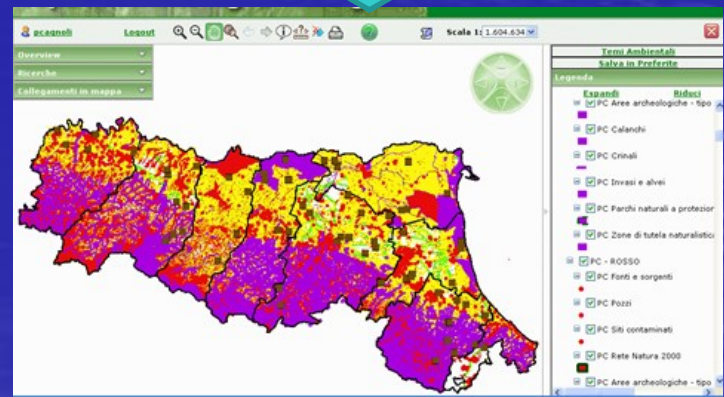 pcagnoli Logout Scala 1: 1.604.634
Overview
Ricerche
Collegamenti in mappa
Temi Ambientali
Salva in Preferite
Legenda
Espandi Riduci
PC Aree archeologiche - tipo
PC Calanchi
PC Crinali
PC Invasi e alvei
PC Parchi naturali a protezior
PC Zone di tutela naturalistica
PC - ROSSO
PC Fonti e sorgenti
PC Pozzi
PC Siti contaminati
PC Rete Natura 2000
PC Aree archeologiche - tipo